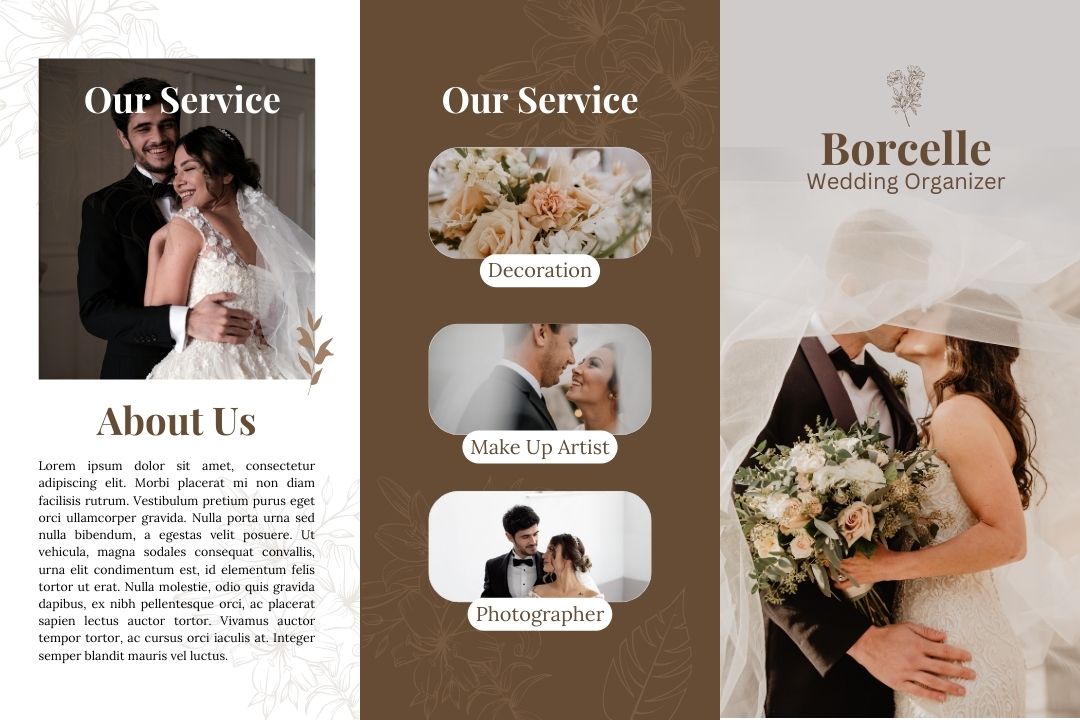 Our Service
About Us
Lorem ipsum dolor sit amet, consectetur
adipiscing elit. Morbi placerat mi non diam
facilisis rutrum. Vestibulum pretium purus eget
orci ullamcorper gravida. Nulla porta urna sed
nulla bibendum, a egestas velit posuere. Ut
vehicula, magna sodales consequat convallis,
urna elit condimentum est, id elementum felis
tortor ut erat. Nulla molestie, odio quis gravida
dapibus, ex nibh pellentesque orci, ac placerat
sapien lectus auctor tortor. Vivamus auctor
tempor tortor, ac cursus orci iaculis at. Integer
semper blandit mauris vel luctus.
Our Service
Decoration
Make Up Artist
Photographer
Borcelle
Wedding Organizer